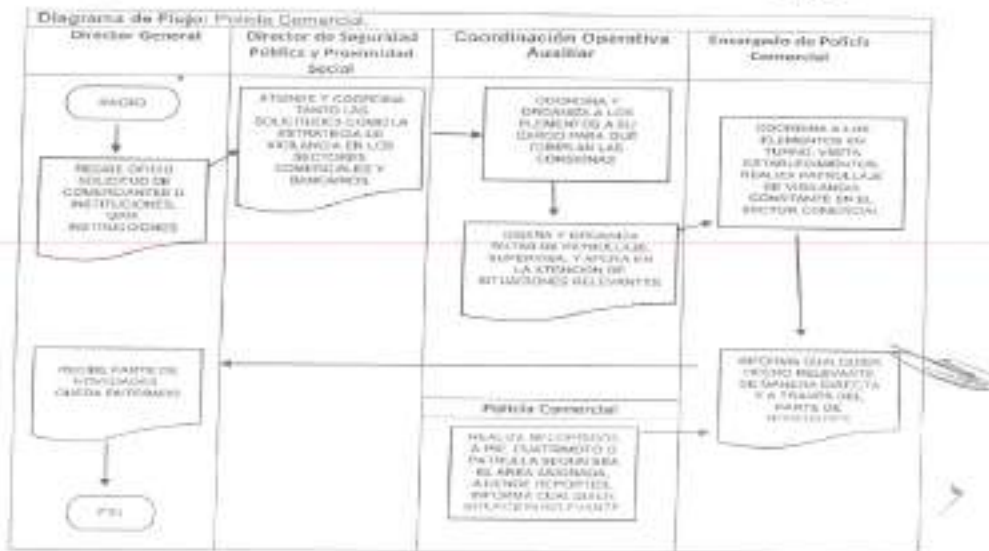 Diagrama de Flujo: Policía Comercial.
Director General
Director de Seguridad
Pública y Proximidad
Social
Coordinación Operativa
Auxiliar
Encargado de Policía
Comercial
INICIO
RECIBE OFICIO
SOLICITUD DE
COMERCIANTES O
INSTITUCIONES,
INSTITUCIONES
ATIENDE Y COORDINA
TANTO LAS
SOLICITUDES COMO LA
ESTRATEGIA DE
VIGILANCIA EN LOS
SECTORES
COMERCIALES Y
BANCARIOS
COORDINA Y
ORGANIZA A LOS
ELEMENTOS A SU
CARGO PARA QUE
CUMPLAN LAS
CONSIGNAS
DISEÑA Y ORGANIZA
RUTAS DE PATRULLAJE,
SUPERVISA, Y APOYA EN
LA ATENCIÓN DE
SITUACIONES RELEVANTES
COORDINA A LOS
ELEMENTOS EN
TURNO, VISITA
ESTABLECIMIENTOS,
REALIZA PATRULLAJE
DE VIGILANCIA
CONSTANTE EN EL
SECTOR COMERCIAL
INFORMA CUALQUIER
HECHO RELEVANTE
DE MANERA DIRECTA
Y A TRAVÉS DEL
PARTE DE
NOVEDADES
RECIBE PARTE DE
NOVEDADES
QUEDA ENTERADO
Policía Comercial
REALIZA RECORRIDOS
A PIE, CUATRIMOTO O
PATRULLA SEGÚN SEA
EL ÁREA ASIGNADA,
ATIENDE REPORTES,
INFORMA CUALQUIER
SITUACIÓN RELEVANTE
FIN